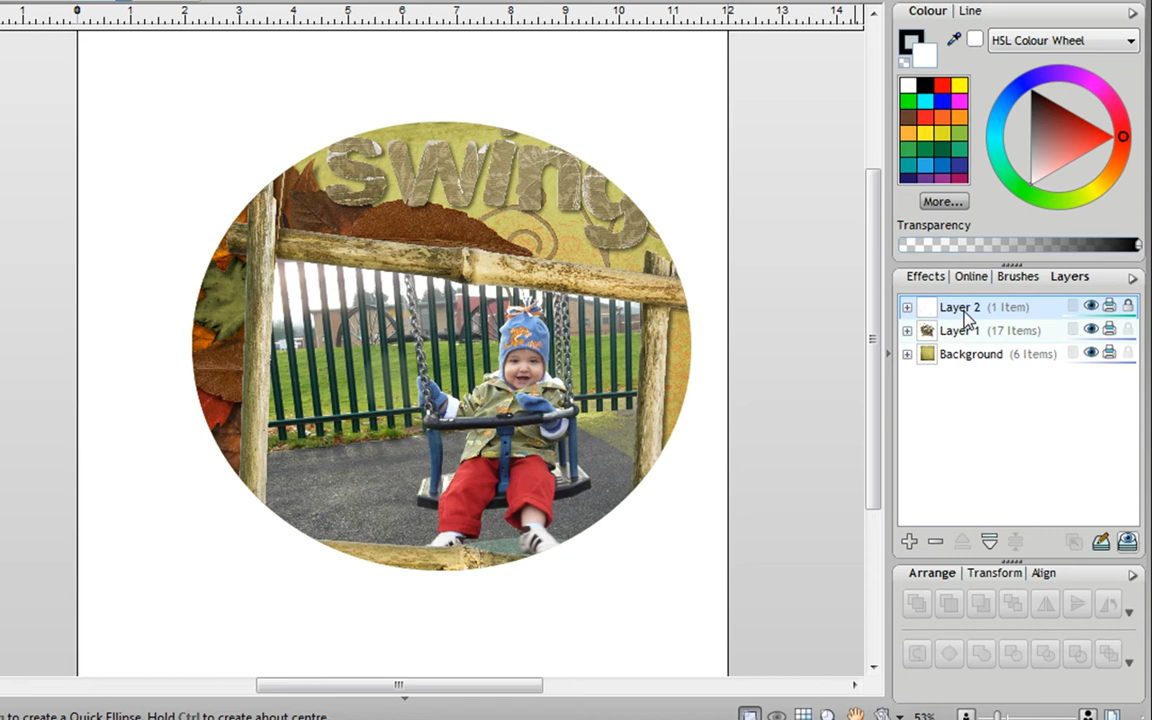 Colour | Line
1 0 1 2 3 4 5 6 7 8 9 10 11 12 13 14
HSL Colour Wheel
swing
More...
Transparency
Effects | Online | Brushes Layers
Layer 2 (1 Item)
Layer 1 (17 Items)
Background (6 Items)
Arrange | Transform | Align
to create a Quick Ellipse. Hold Ctrl to create about centre.
53%